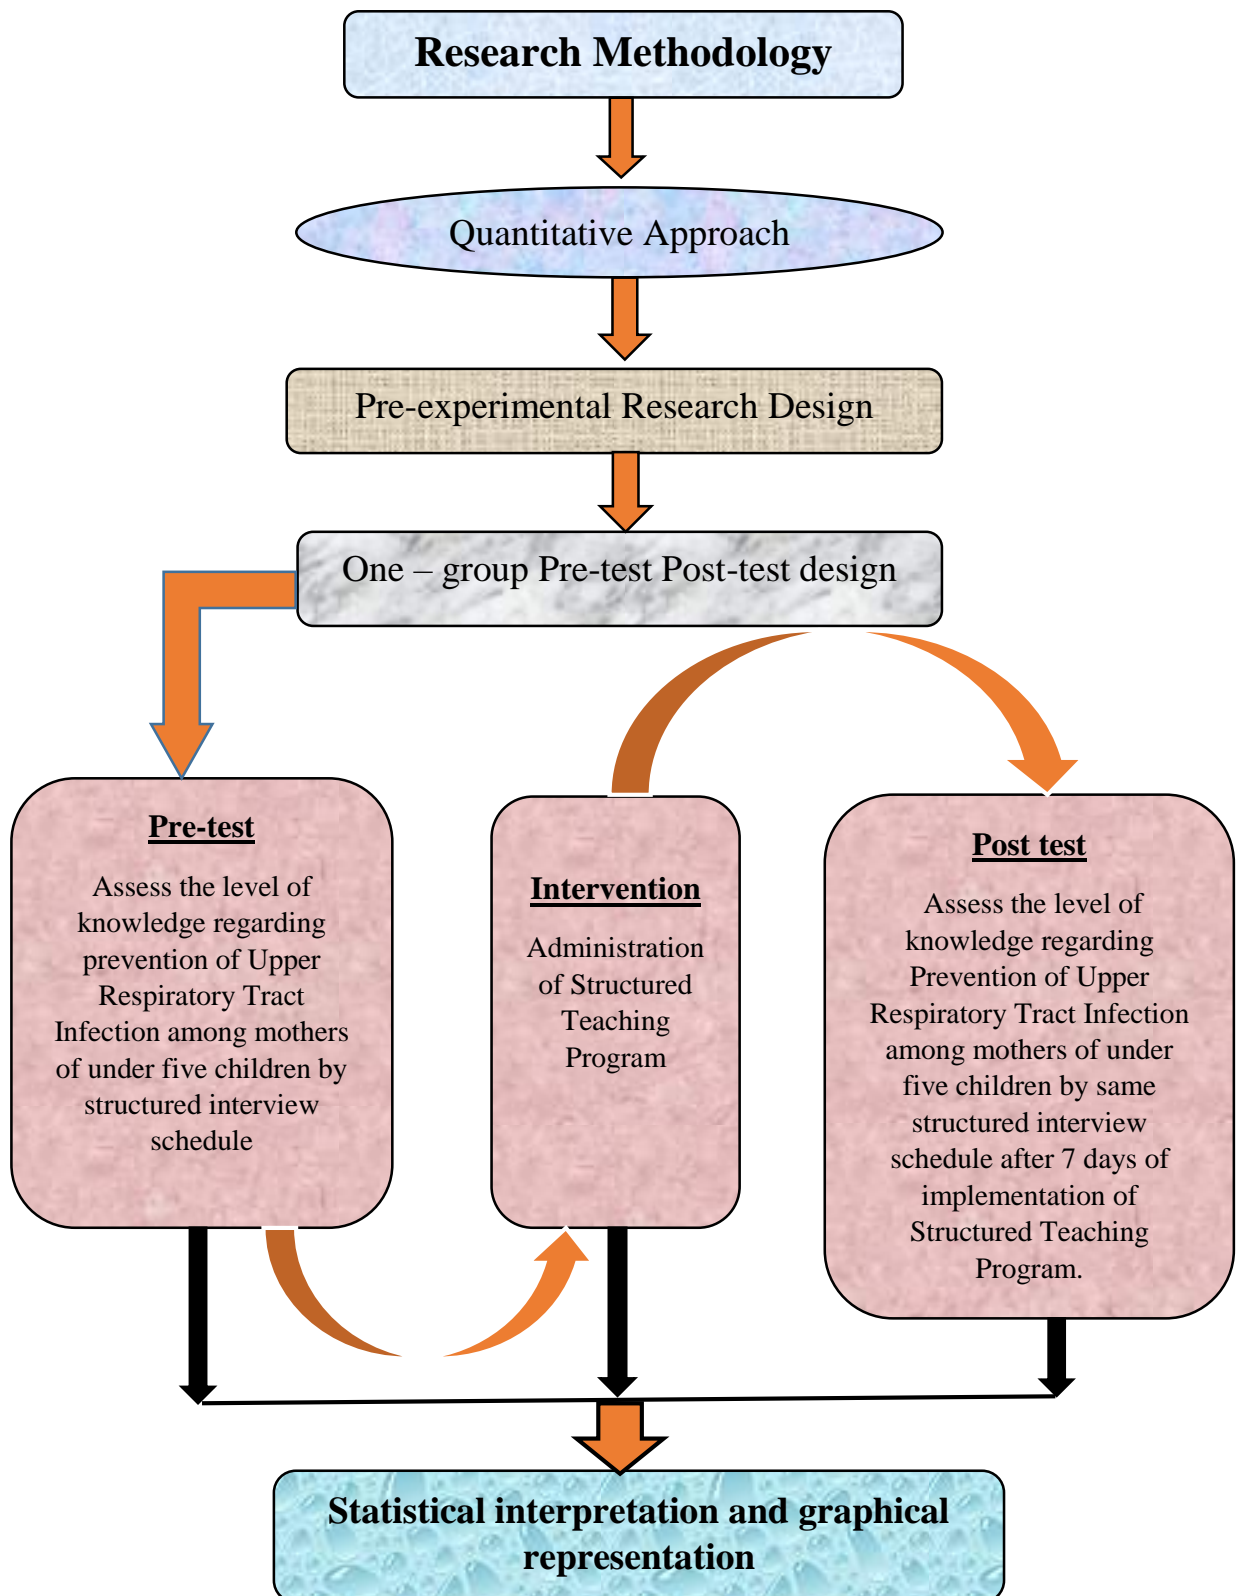 Research Methodology
Quantitative Approach
Pre-experimental Research Design
One – group Pre-test Post-test design
Pre-test
Assess the level of
knowledge regarding
prevention of Upper
Respiratory Tract
Infection among mothers
of under five children by
structured interview
schedule
Intervention
Administration
of Structured
Teaching
Program
Post test
Assess the level of
knowledge regarding
Prevention of Upper
Respiratory Tract Infection
among mothers of under
five children by same
structured interview
schedule after 7 days of
implementation of
Structured Teaching
Program.
Statistical interpretation and graphical
representation